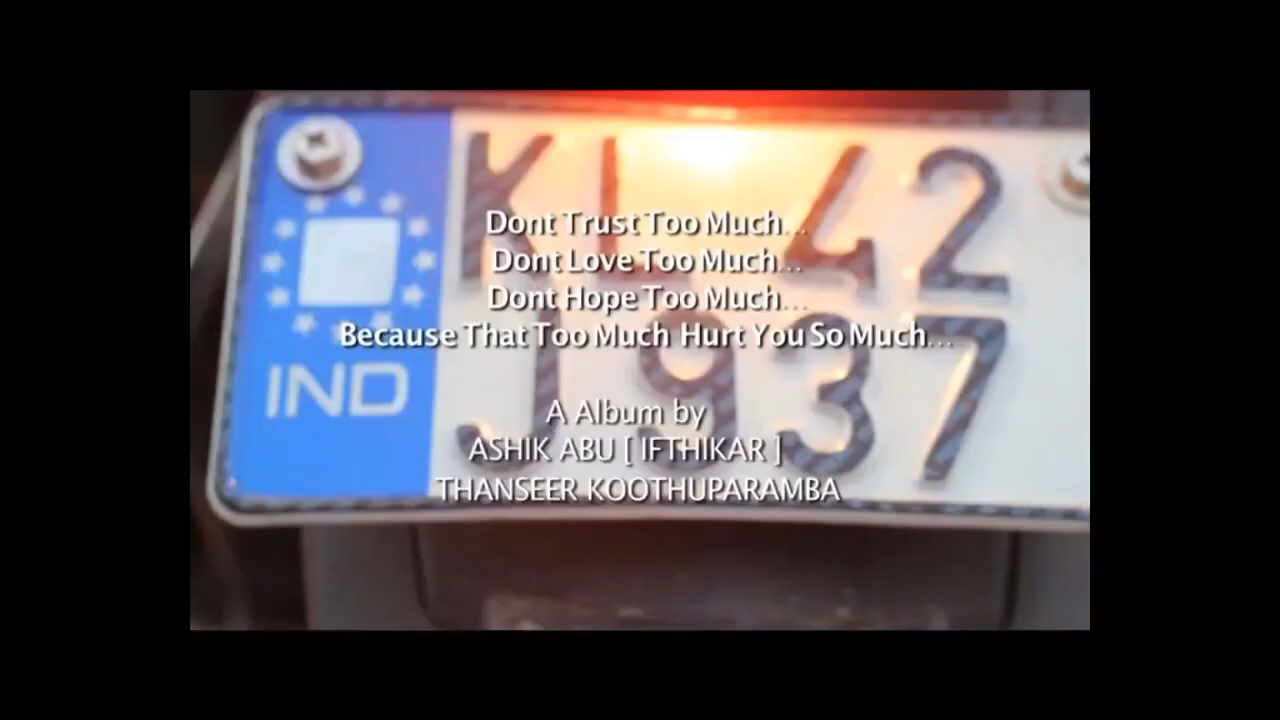 KL 42
J 937
IND
Dont Trust Too Much...
Dont Love Too Much...
Dont Hope Too Much...
Because That Too Much Hurt You So Much...
A Album by
ASHIK ABU [ IFTHIKAR ]
THANSEER KOOTHUPARAMBA